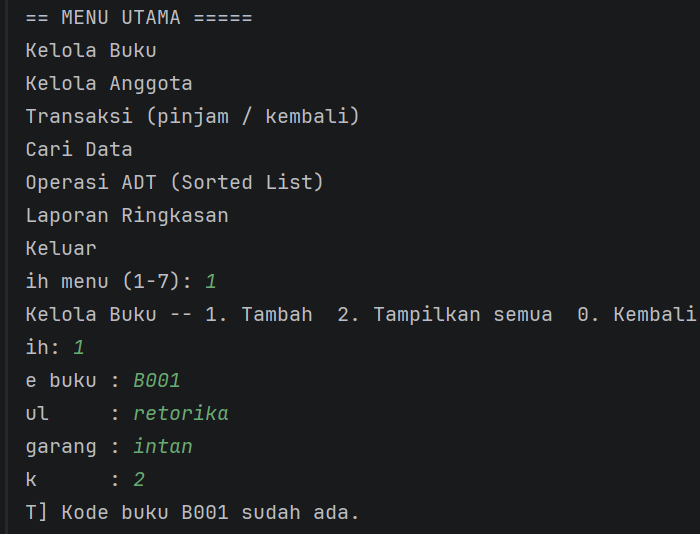 == MENU UTAMA =====
Kelola Buku
Kelola Anggota
Transaksi (pinjam / kembali)
Cari Data
Operasi ADT (Sorted List)
Laporan Ringkasan
Keluar
ih menu (1-7): 1
Kelola Buku -- 1. Tambah  2. Tampilkan semua  0. Kembali
ih: 1
e buku : B001
ul     : retorika
garang : intan
k      : 2
T] Kode buku B001 sudah ada.